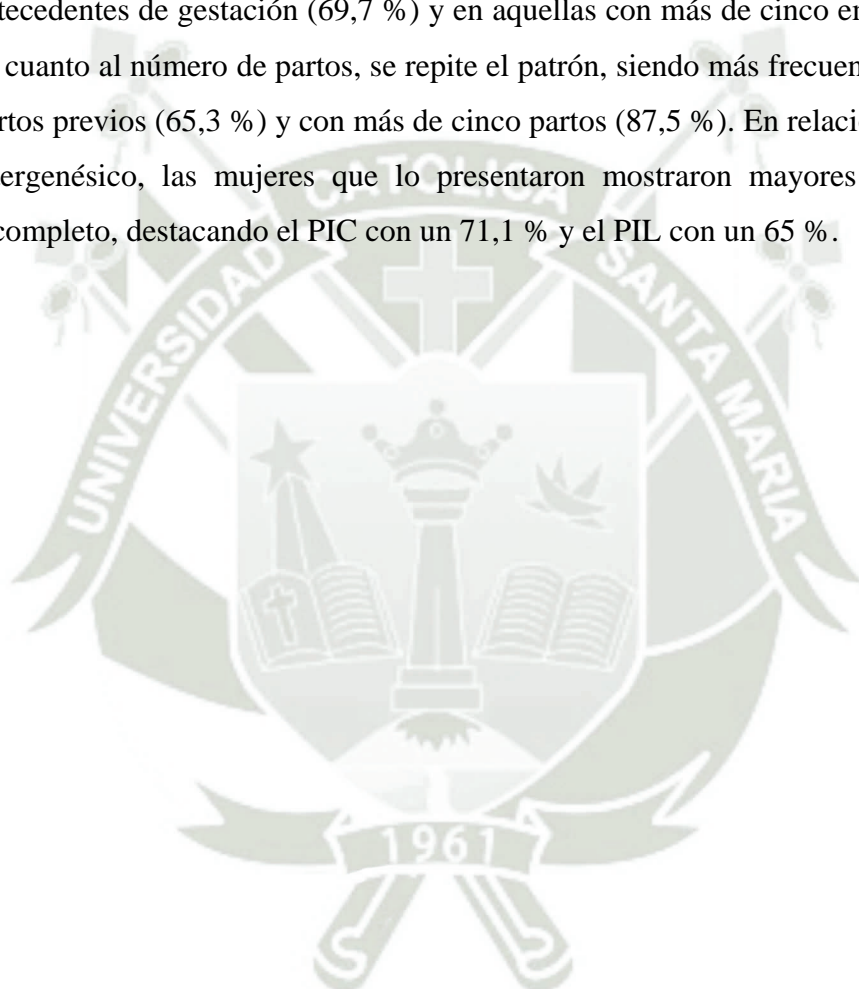 tecedentes de gestación (69,7 %) y en aquellas con más de cinco en
cuanto al número de partos, se repite el patrón, siendo más frecuen
rtos previos (65,3 %) y con más de cinco partos (87,5 %). En relació
ergenésico, las mujeres que lo presentaron mostraron mayores
completo, destacando el PIC con un 71,1 % y el PIL con un 65 %.
UNIVERSIDAD CATOLICA SANTA MARIA
1961